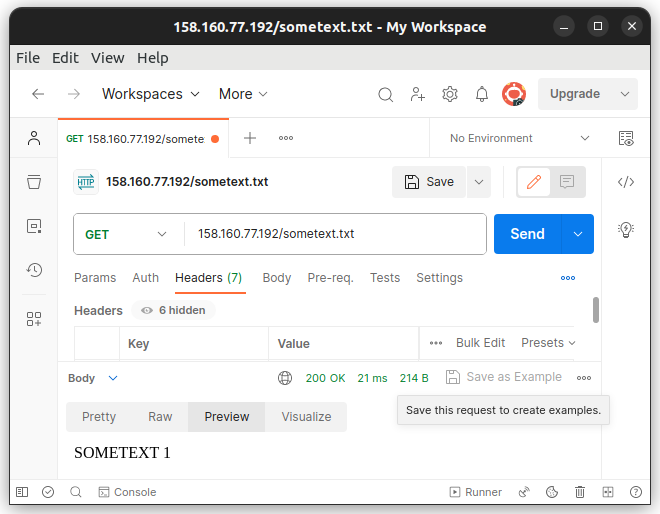 158.160.77.192/sometext.txt - My Workspace
File Edit View Help
Workspaces More Upgrade
GET 158.160.77.192/somete No Environment
HTTP 158.160.77.192/sometext.txt Save
GET 158.160.77.192/sometext.txt Send
Params Auth Headers (7) Body Pre-req. Tests Settings
Headers 6 hidden
Key Value Bulk Edit Presets
Body 200 OK 21 ms 214 B Save as Example
Save this request to create examples.
Pretty Raw Preview Visualize
SOMETEXT 1
Console Runner